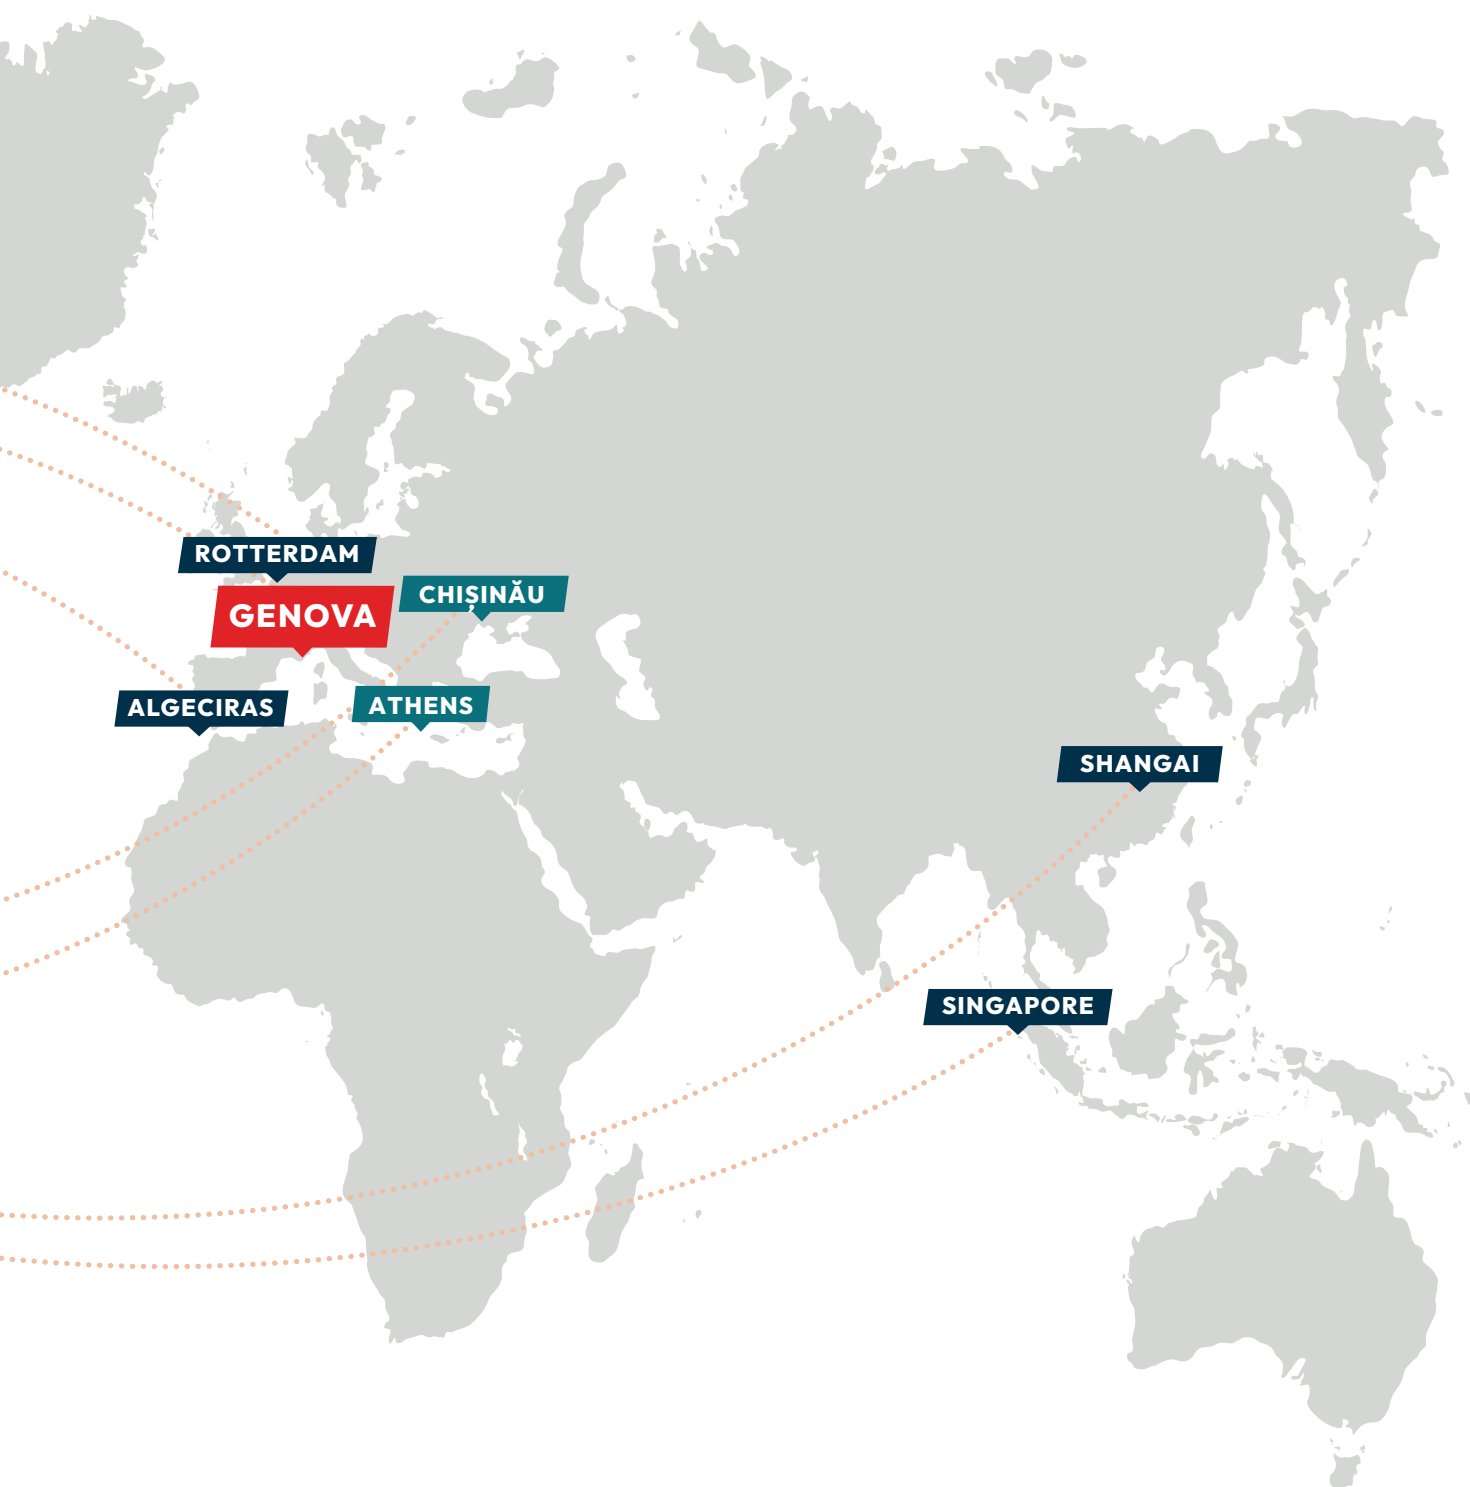 ROTTERDAM
CHIȘINĂU
GENOVA
ALGECIRAS
ATHENS
SHANGAI
SINGAPORE